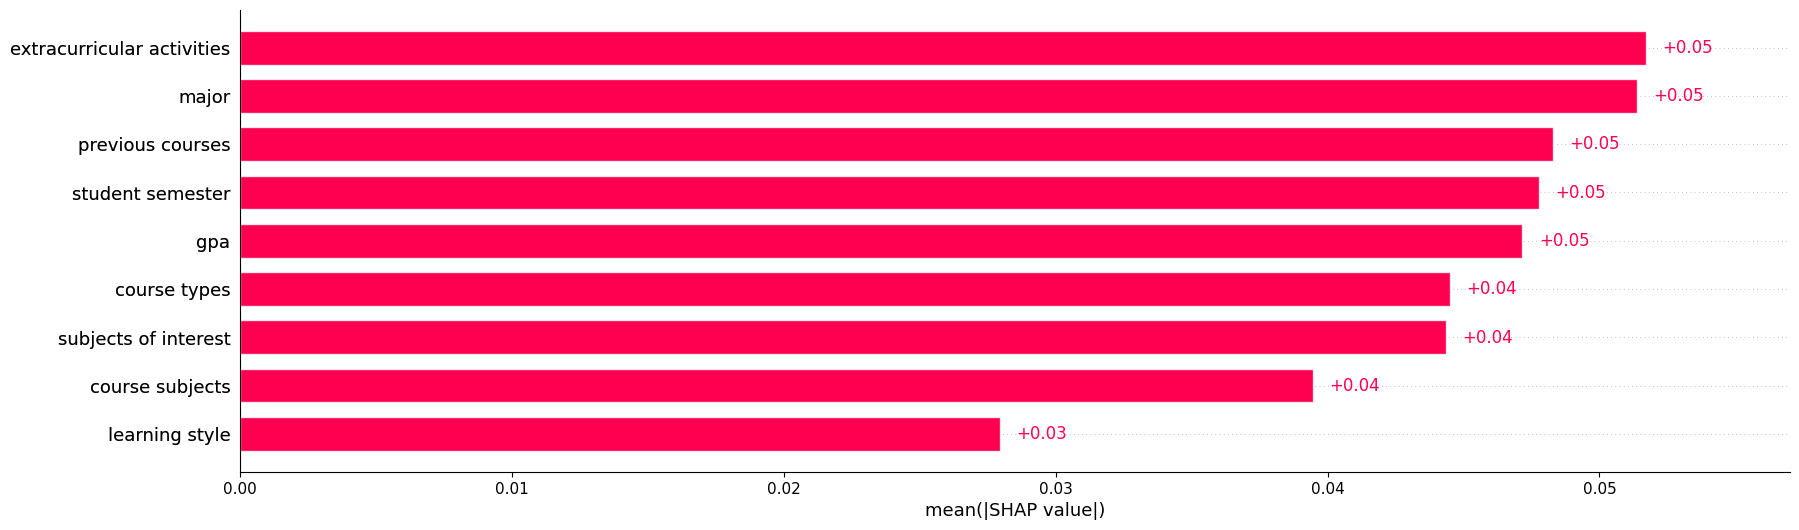 extracurricular activities +0.05
major +0.05
previous courses +0.05
student semester +0.05
gpa +0.05
course types +0.04
subjects of interest +0.04
course subjects +0.04
learning style +0.03
0.00 0.01 0.02 0.03 0.04 0.05
mean(|SHAP value|)